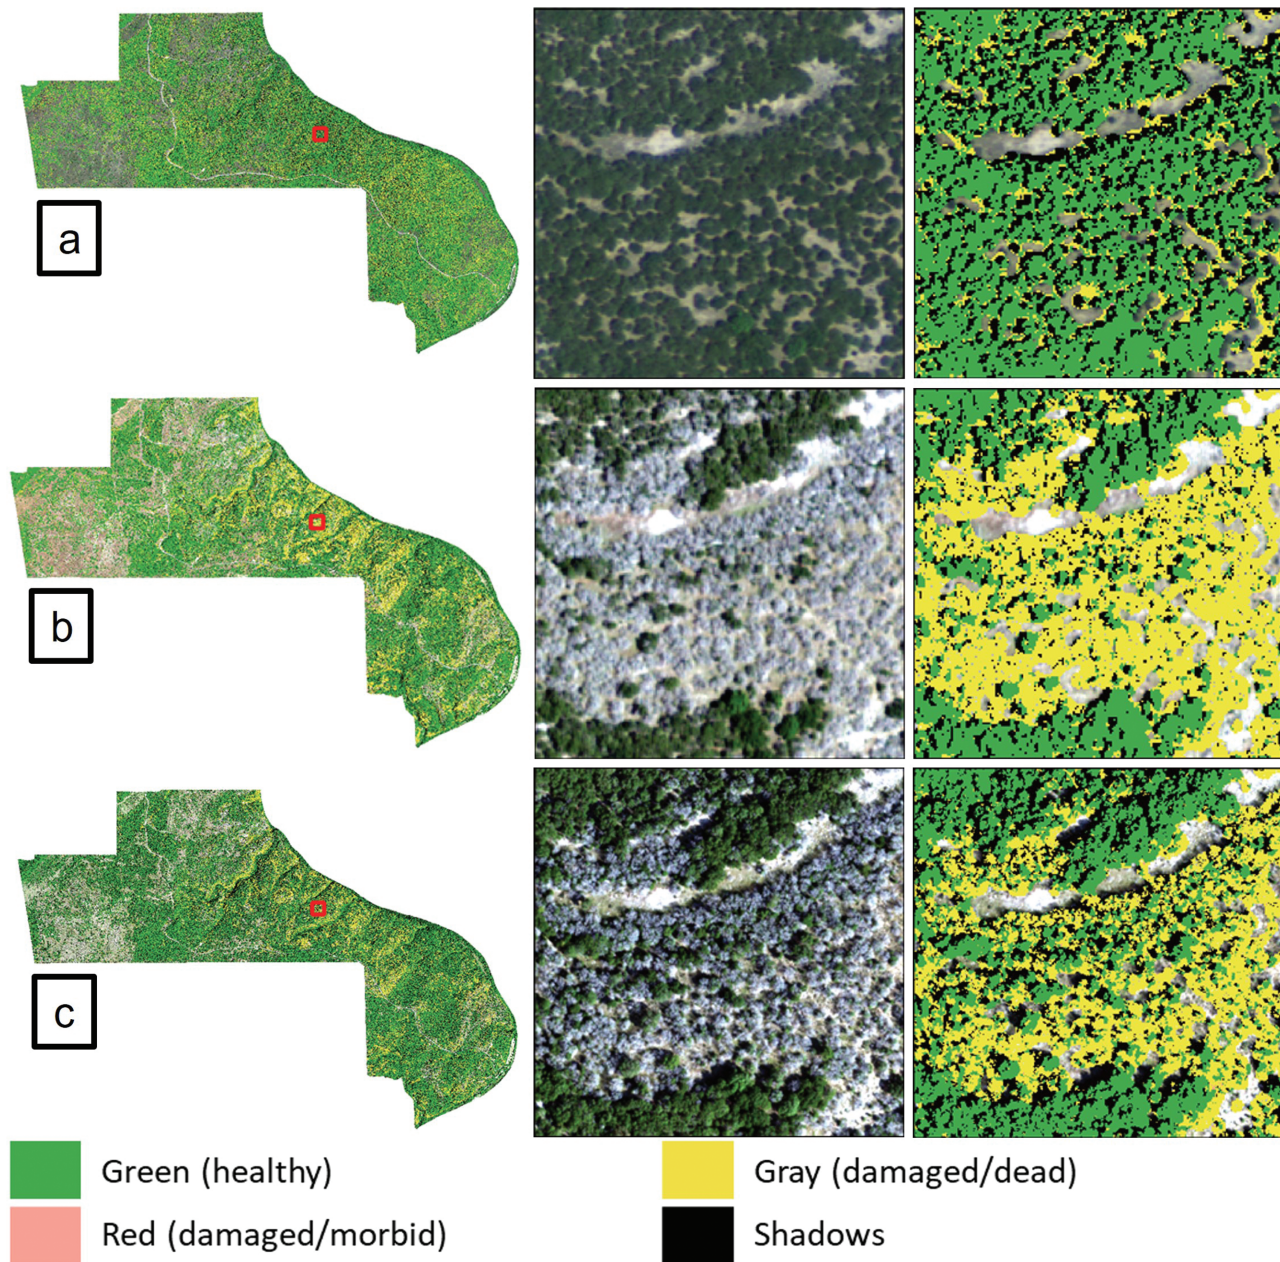 a
b
c
Green (healthy)
Gray (damaged/dead)
Red (damaged/morbid)
Shadows